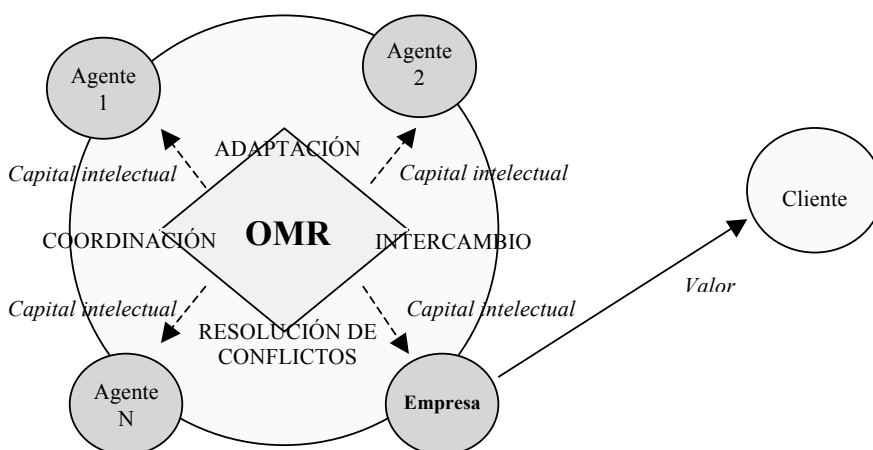 Agente
1
Agente
2
ADAPTACIÓN
Capital intelectual
Capital intelectual
Cliente
COORDINACIÓN
OMR
INTERCAMBIO
Valor
Capital intelectual
Capital intelectual
RESOLUCIÓN DE
CONFLICTOS
Agente
N
Empresa